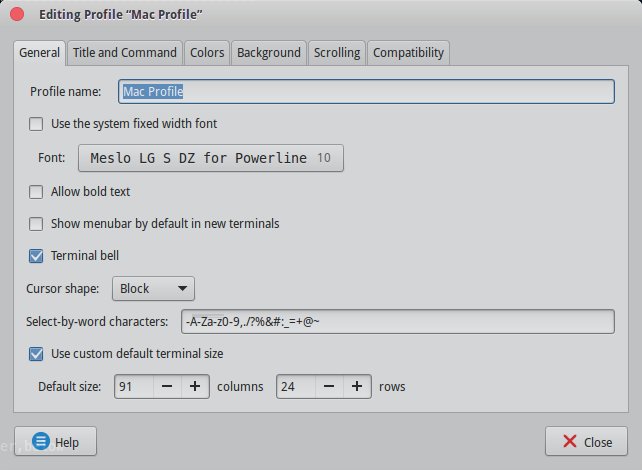 Editing Profile “Mac Profile”
General Title and Command Colors Background Scrolling Compatibility
Profile name: Mac Profile
Use the system fixed width font
Font: Meslo LG S DZ for Powerline 10
Allow bold text
Show menubar by default in new terminals
Terminal bell
Cursor shape: Block
Select-by-word characters: -A-Za-z0-9,./?%&#:_=+@~
Use custom default terminal size
Default size: 91 columns 24 rows
Help Close